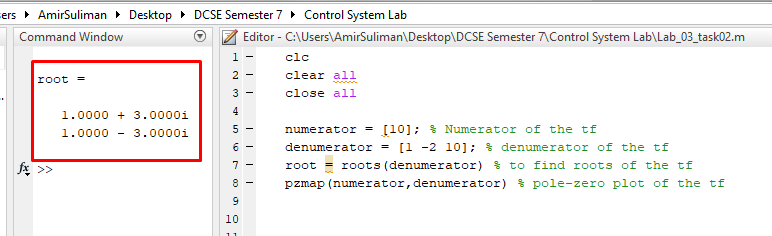 ers ▸ AmirSuliman ▸ Desktop ▸ DCSE Semester 7 ▸ Control System Lab
Command Window
root =
1.0000 + 3.0000i
1.0000 - 3.0000i
fx >>
Editor - C:\Users\AmirSuliman\Desktop\DCSE Semester 7\Control System Lab\Lab_03_task02.m
1 - clc
2 - clear all
3 - close all
4
5 - numerator = [10]; % Numerator of the tf
6 - denumerator = [1 -2 10]; % denumerator of the tf
7 - root = roots(denumerator) % to find roots of the tf
8 - pzmap(numerator,denumerator) % pole-zero plot of the tf
9
10